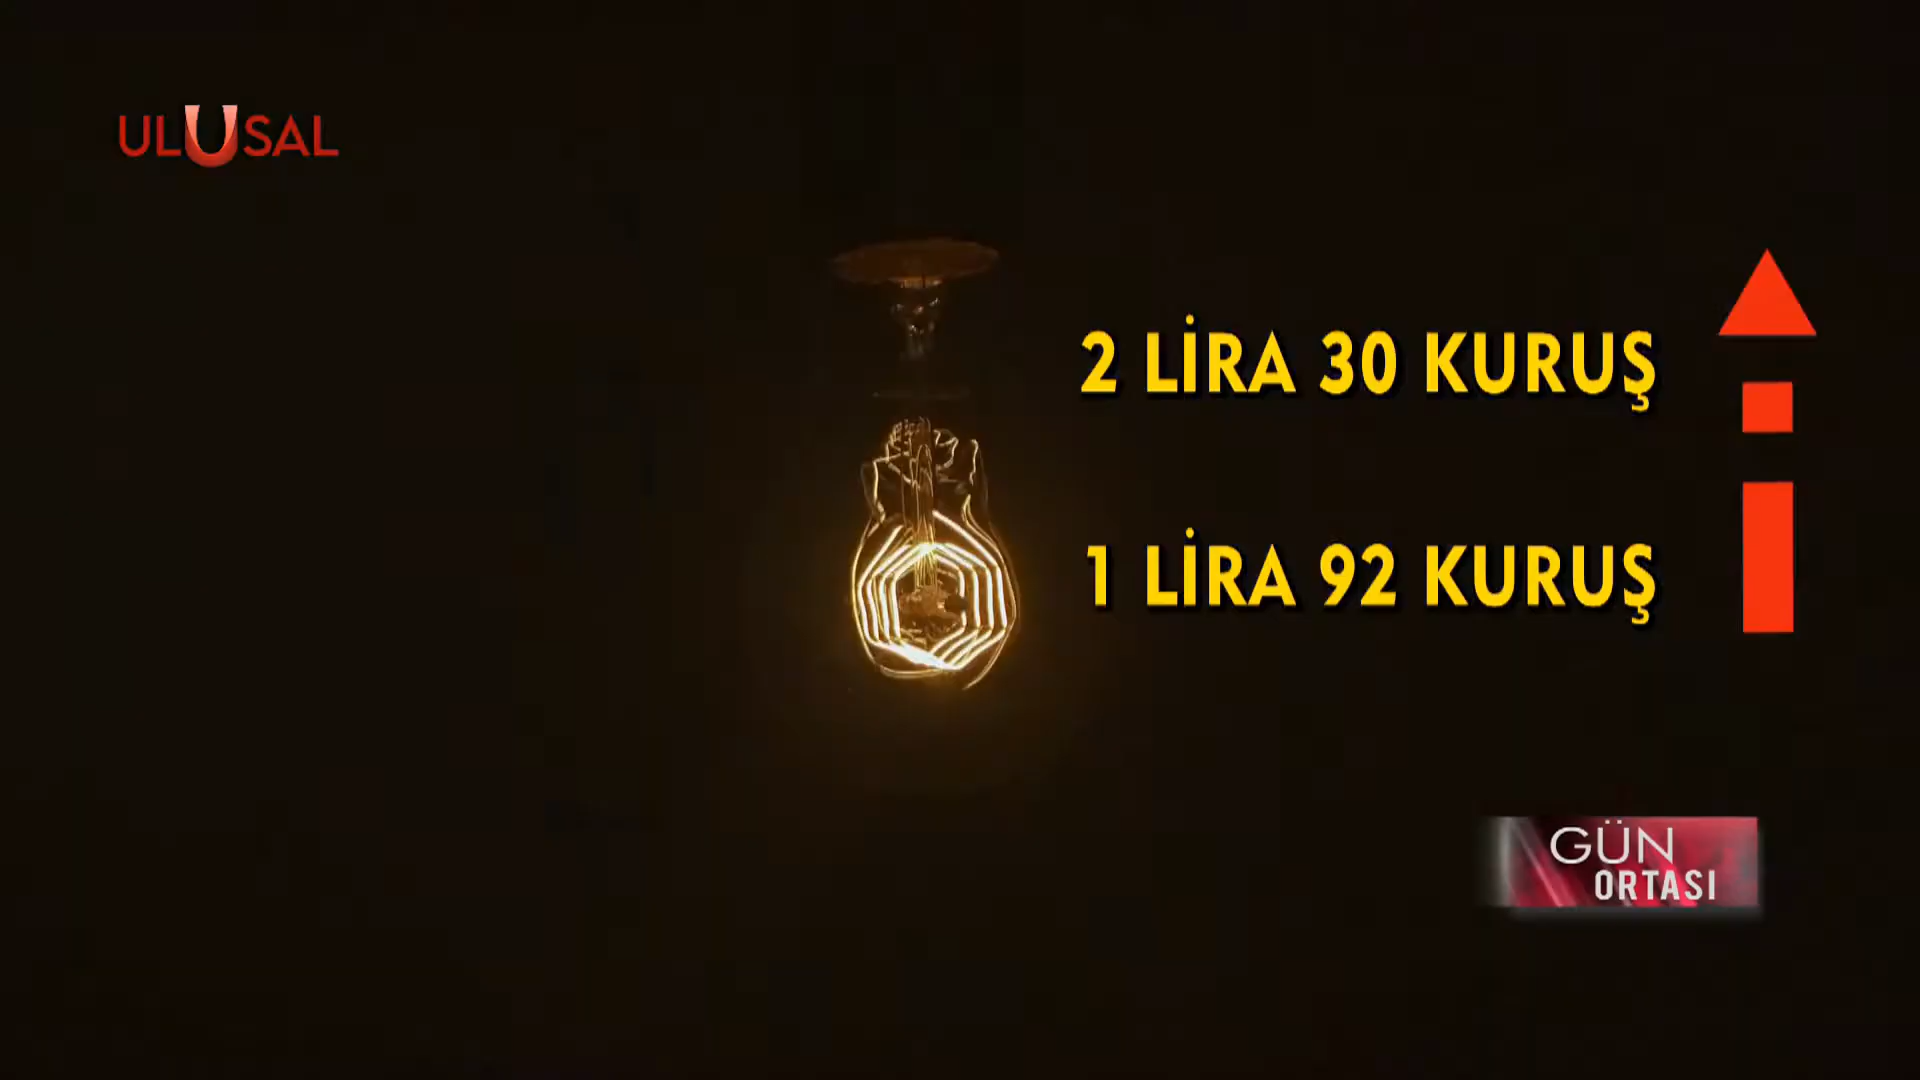 ULUSAL
2 LİRA 30 KURUŞ
1 LİRA 92 KURUŞ
GÜN
ORTASI